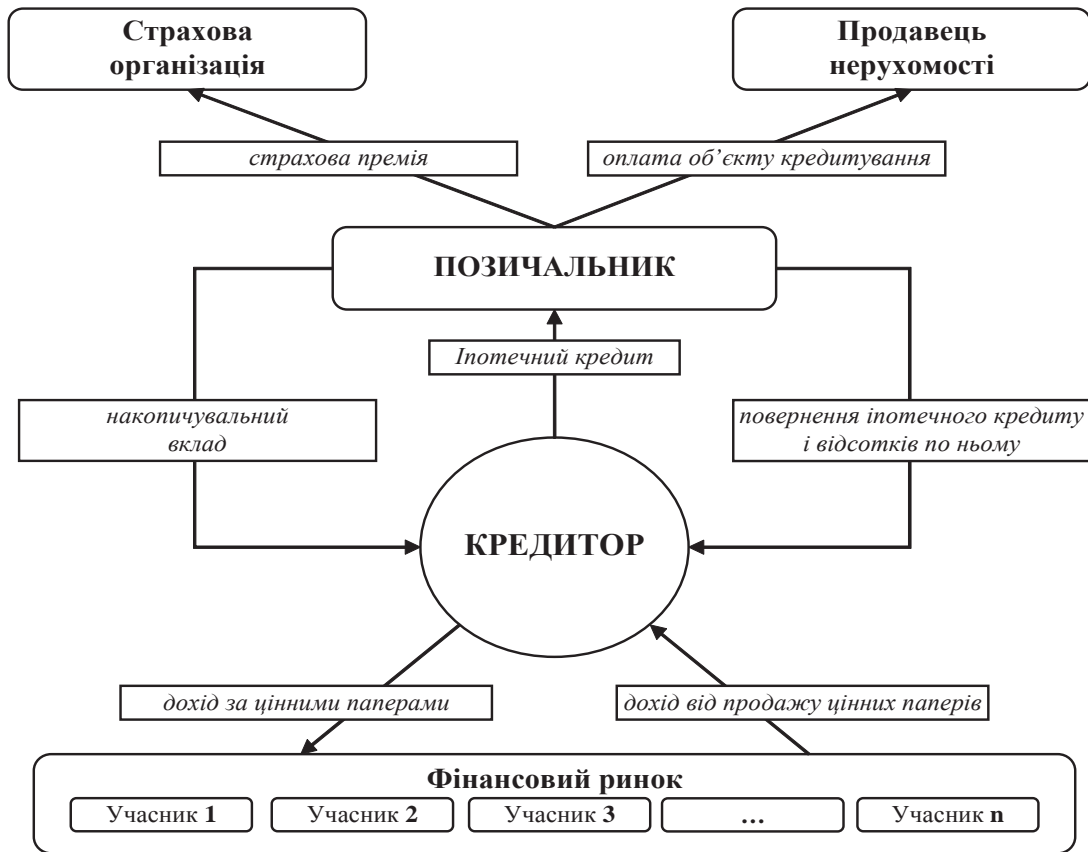 Страхова
організація
Продавець
нерухомості
страхова премія
оплата об’єкту кредитування
ПОЗИЧАЛЬНИК
Іпотечний кредит
накопичувальний
вклад
повернення іпотечного кредиту
і відсотків по ньому
КРЕДИТОР
дохід за цінними паперами
дохід від продажу цінних паперів
Фінансовий ринок
Учасник 1
Учасник 2
Учасник 3
...
Учасник n